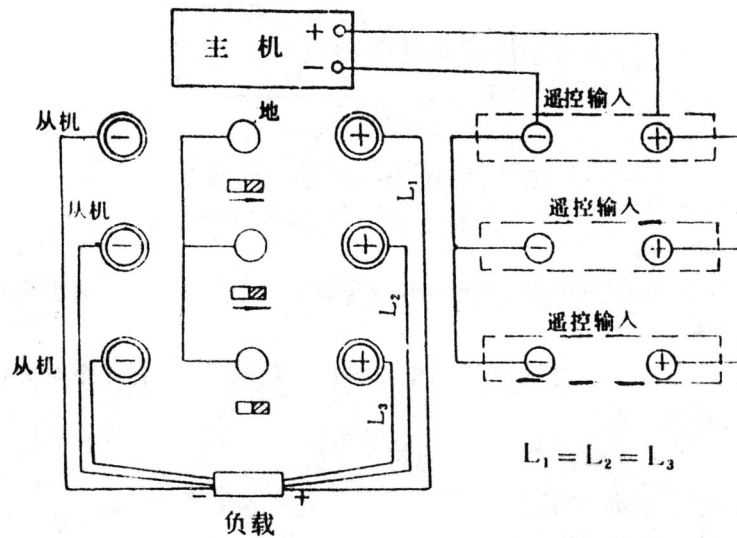 主机 +
−
地
遥控输入
从机 − + − +
L₁
从机 − + − +
遥控输入
L₂
遥控输入
从机 − + − +
L₃
L₁ = L₂ = L₃
− +
负载